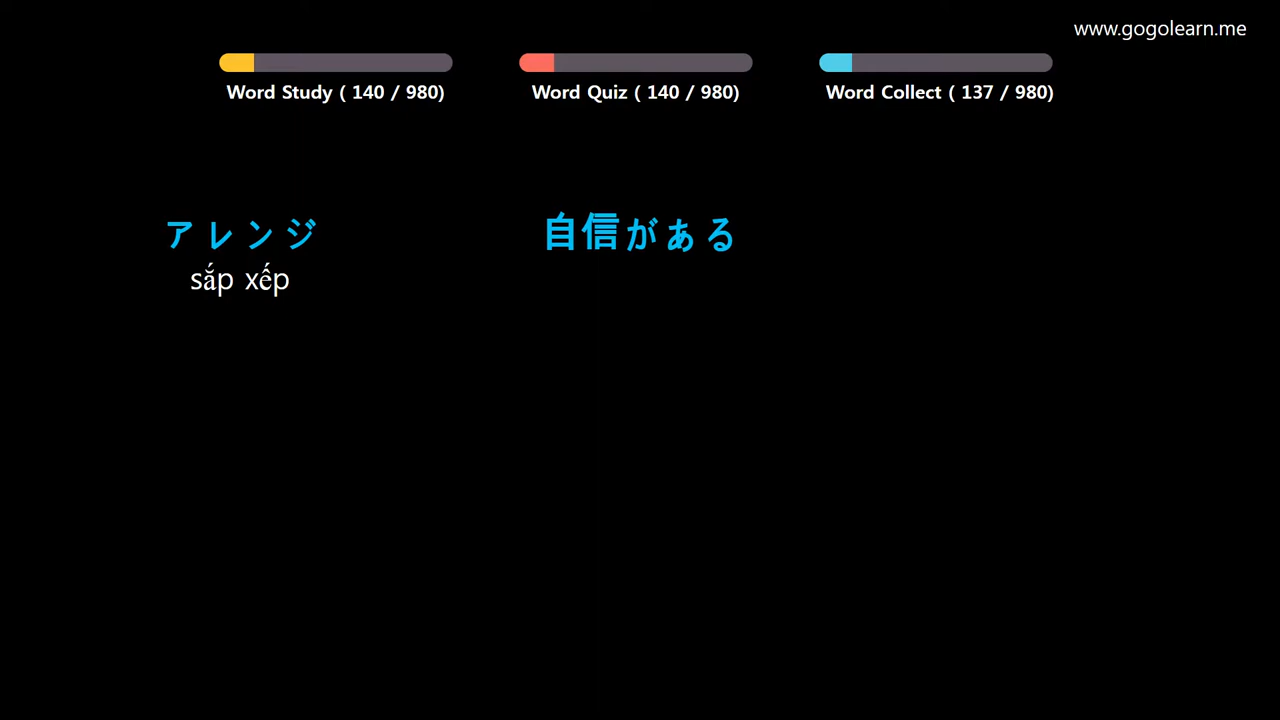 www.gogolearn.me
Word Study ( 140 / 980)
Word Quiz ( 140 / 980)
Word Collect ( 137 / 980)
アレンジ
sắp xếp
自信がある